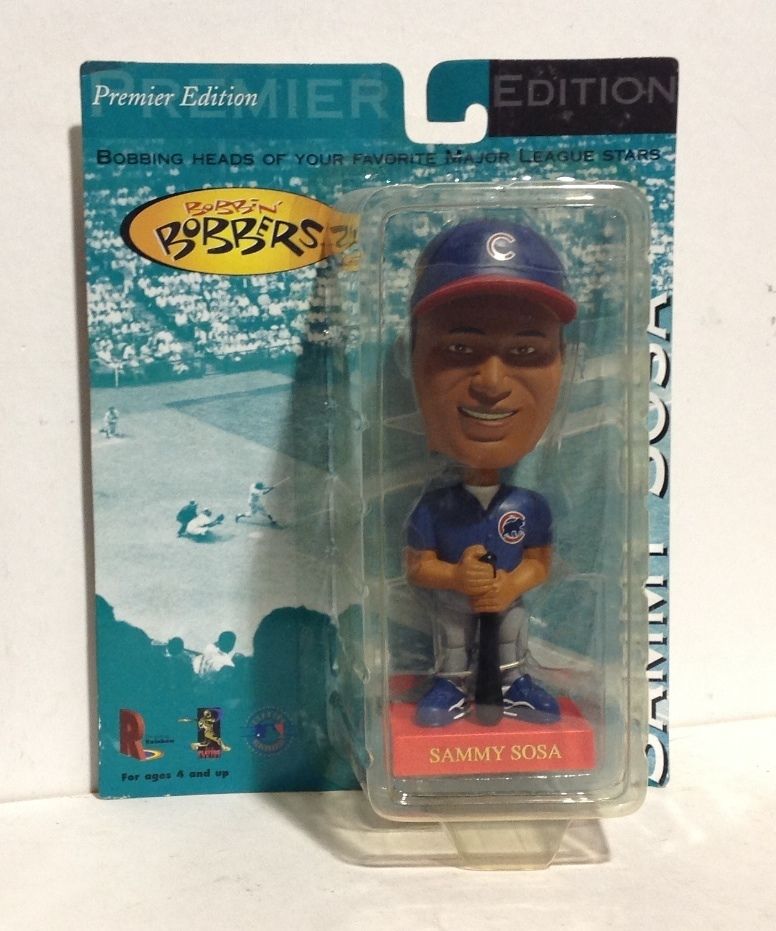 PREMIER EDITION
Premier Edition
BOBBING HEADS OF YOUR FAVORITE MAJOR LEAGUE STARS
BOBBIN'
BOBBERS
C
C
SAMMY SOSA
SAMMY SOSA
R
Rainbow
For ages 4 and up